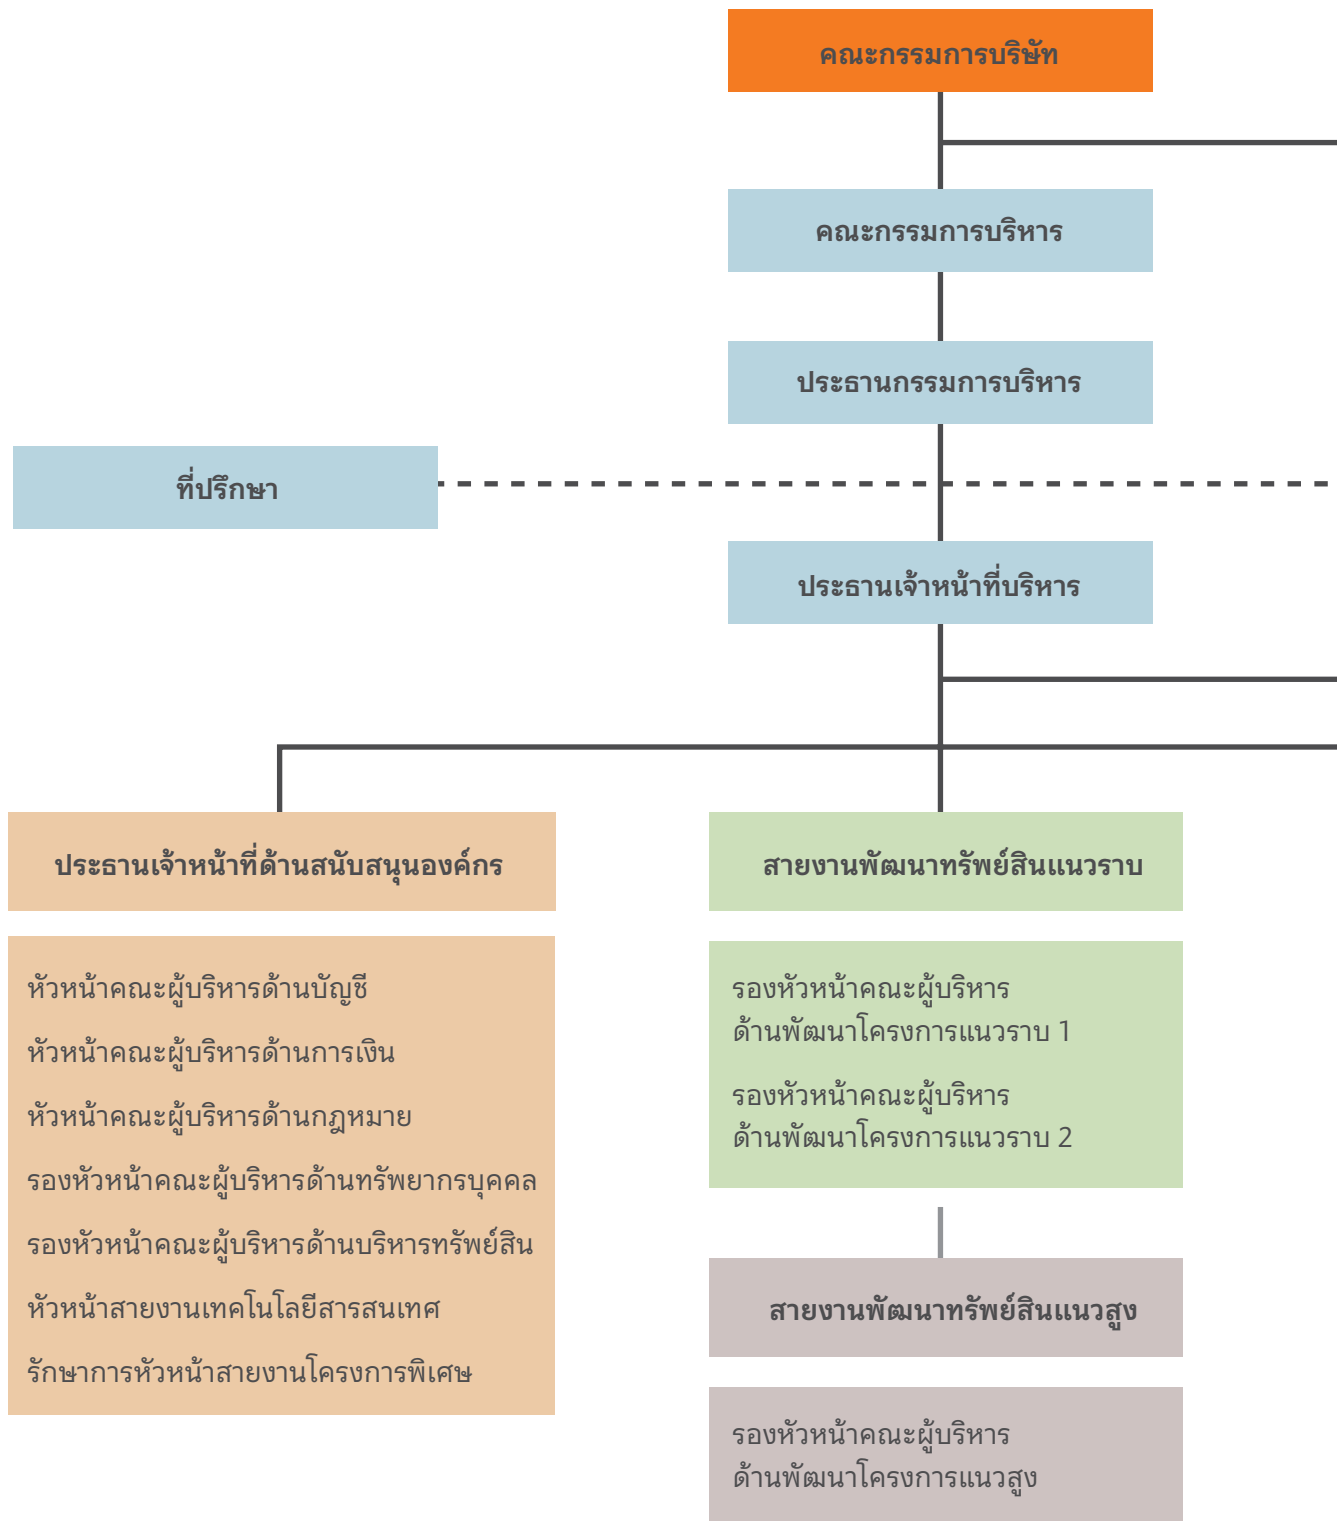 คณะกรรมการบริษัท
คณะกรรมการบริหาร
ประธานกรรมการบริหาร
ที่ปรึกษา
ประธานเจ้าหน้าที่บริหาร
ประธานเจ้าหน้าที่ด้านสนับสนุนองค์กร
หัวหน้าคณะผู้บริหารด้านบัญชี
หัวหน้าคณะผู้บริหารด้านการเงิน
หัวหน้าคณะผู้บริหารด้านกฎหมาย
รองหัวหน้าคณะผู้บริหารด้านทรัพยากรบุคคล
รองหัวหน้าคณะผู้บริหารด้านบริหารทรัพย์สิน
หัวหน้าสายงานเทคโนโลยีสารสนเทศ
รักษาการหัวหน้าสายงานโครงการพิเศษ
สายงานพัฒนาทรัพย์สินแนวราบ
รองหัวหน้าคณะผู้บริหาร
ด้านพัฒนาโครงการแนวราบ 1
รองหัวหน้าคณะผู้บริหาร
ด้านพัฒนาโครงการแนวราบ 2
สายงานพัฒนาทรัพย์สินแนวสูง
รองหัวหน้าคณะผู้บริหาร
ด้านพัฒนาโครงการแนวสูง